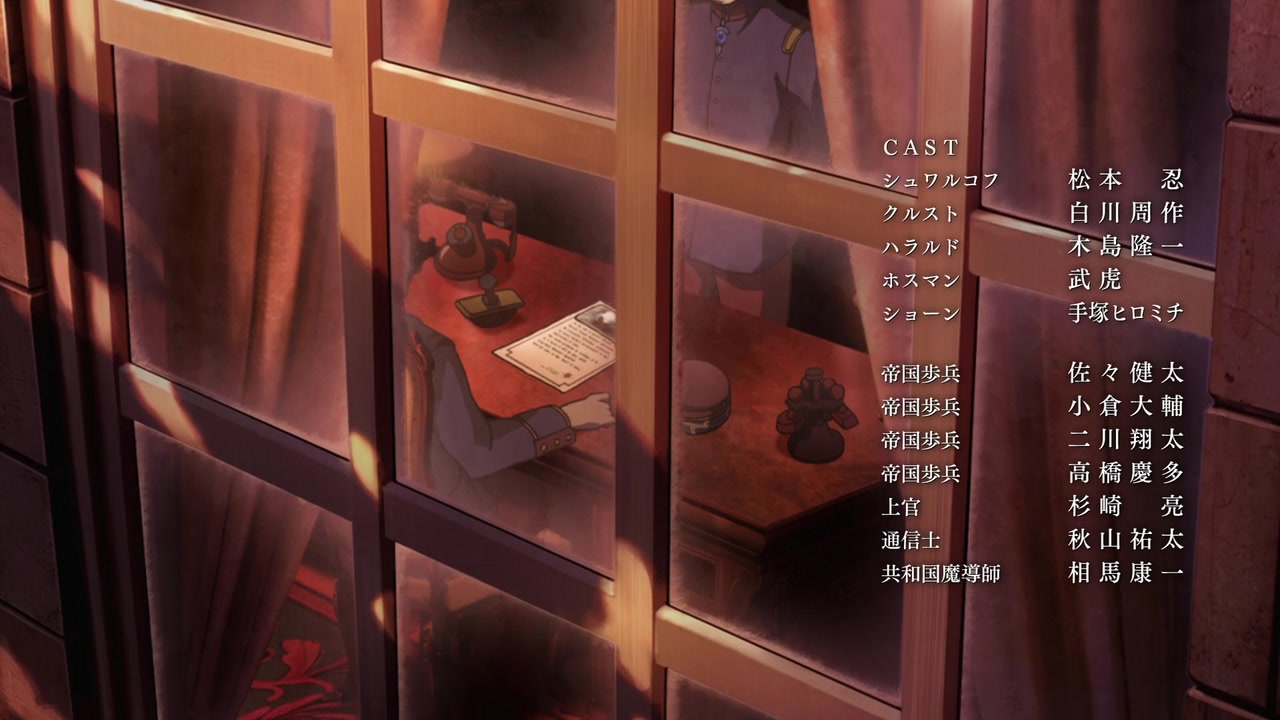 CAST
シュワルコフ 松本 忍
クルスト 白川周作
ハラルド 木島隆一
ホスマン 武虎
ショーン 手塚ヒロミチ
帝国歩兵 佐々健太
帝国歩兵 小倉大輔
帝国歩兵 二川翔太
帝国歩兵 高橋慶多
上官 杉崎 亮
通信士 秋山祐太
共和国魔導師 相馬康一